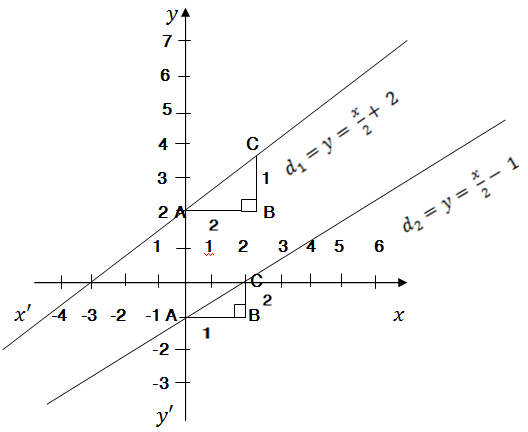 y
7
6
5
4
3
2
1
A
C
1
B
2
d₁ = y = x/2 + 2
d₂ = y = x/2 − 1
1 2 3 4 5 6
x′ -4 -3 -2 -1 x
A
C
2
B
1
-2
-3
y′